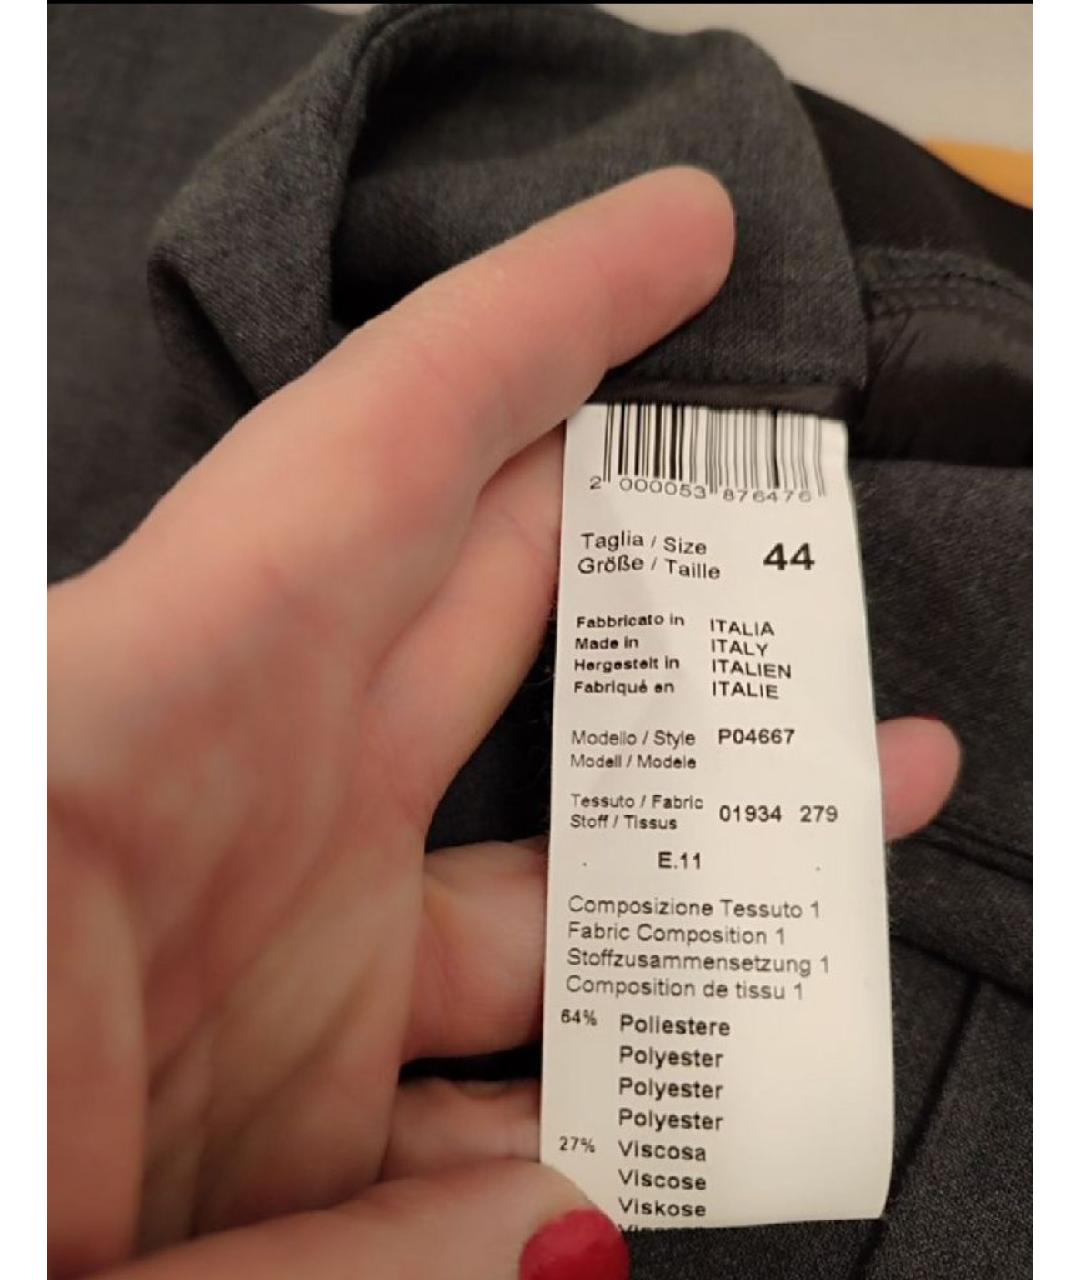 2 000053 876476
Taglia / Size
Größe / Taille 44
Fabbricato in ITALIA
Made in ITALY
Hergestelt in ITALIEN
Fabriqué en ITALIE
Modello / Style P04667
Modell / Modele
Tessuto / Fabric
Stoff / Tissus 01934 279
E.11
Composizione Tessuto 1
Fabric Composition 1
Stoffzusammensetzung 1
Composition de tissu 1
64% Poliestere
Polyester
Polyester
Polyester
27% Viscosa
Viscose
Viskose